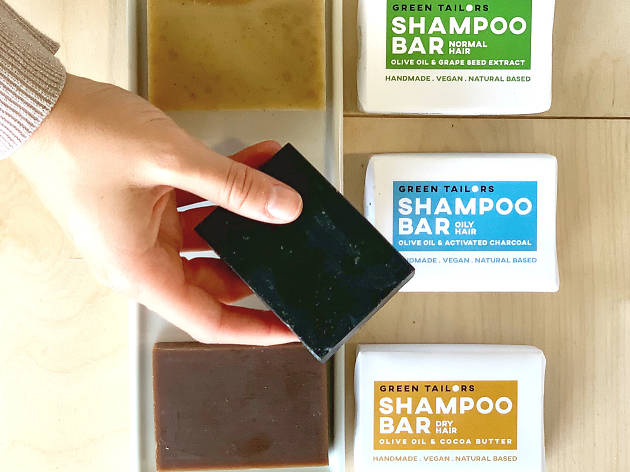 GREEN TAILORS
SHAMPOO
BAR NORMAL HAIR
OLIVE OIL & GRAPE SEED EXTRACT
HANDMADE . VEGAN . NATURAL BASED
GREEN TAILORS
SHAMPOO
BAR OILY HAIR
OLIVE OIL & ACTIVATED CHARCOAL
HANDMADE . VEGAN . NATURAL BASED
GREEN TAILORS
SHAMPOO
BAR DRY HAIR
OLIVE OIL & COCOA BUTTER
HANDMADE . VEGAN . NATURAL BASED